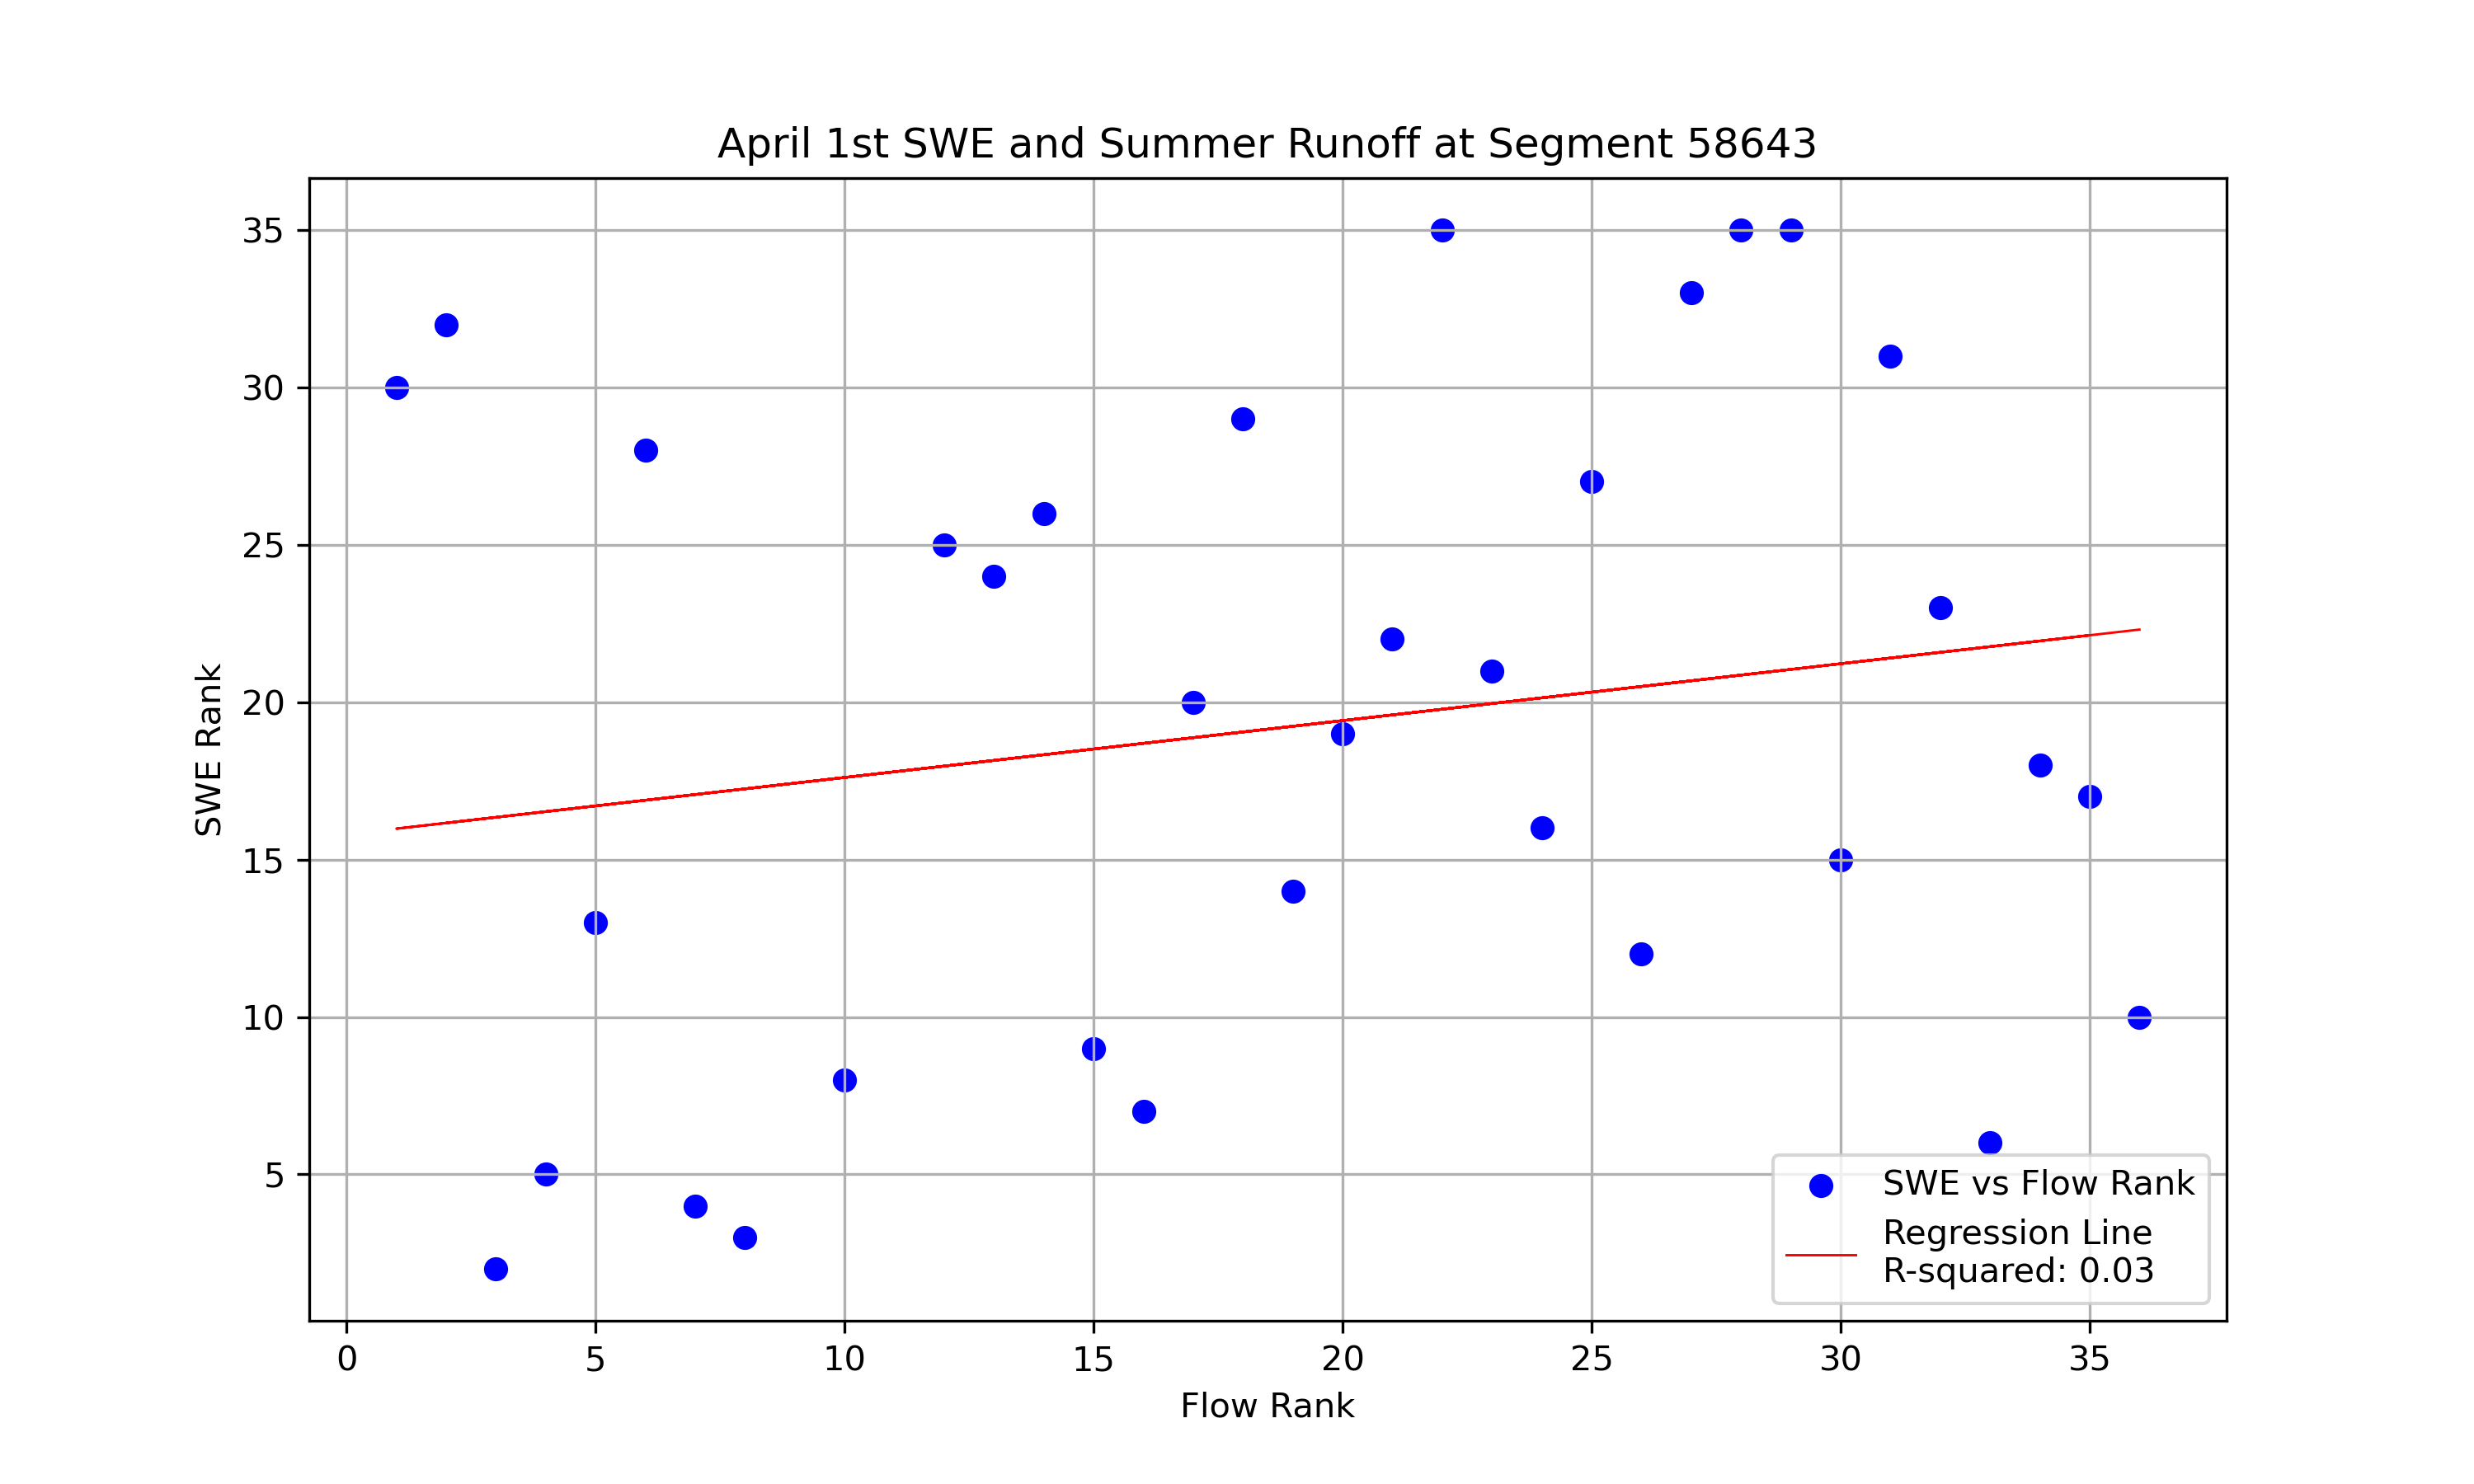 April 1st SWE and Summer Runoff at Segment 58643
35
30
25
20
15
10
5
SWE Rank
0 5 10 15 20 25 30 35
Flow Rank
SWE vs Flow Rank
Regression Line
R-squared: 0.03